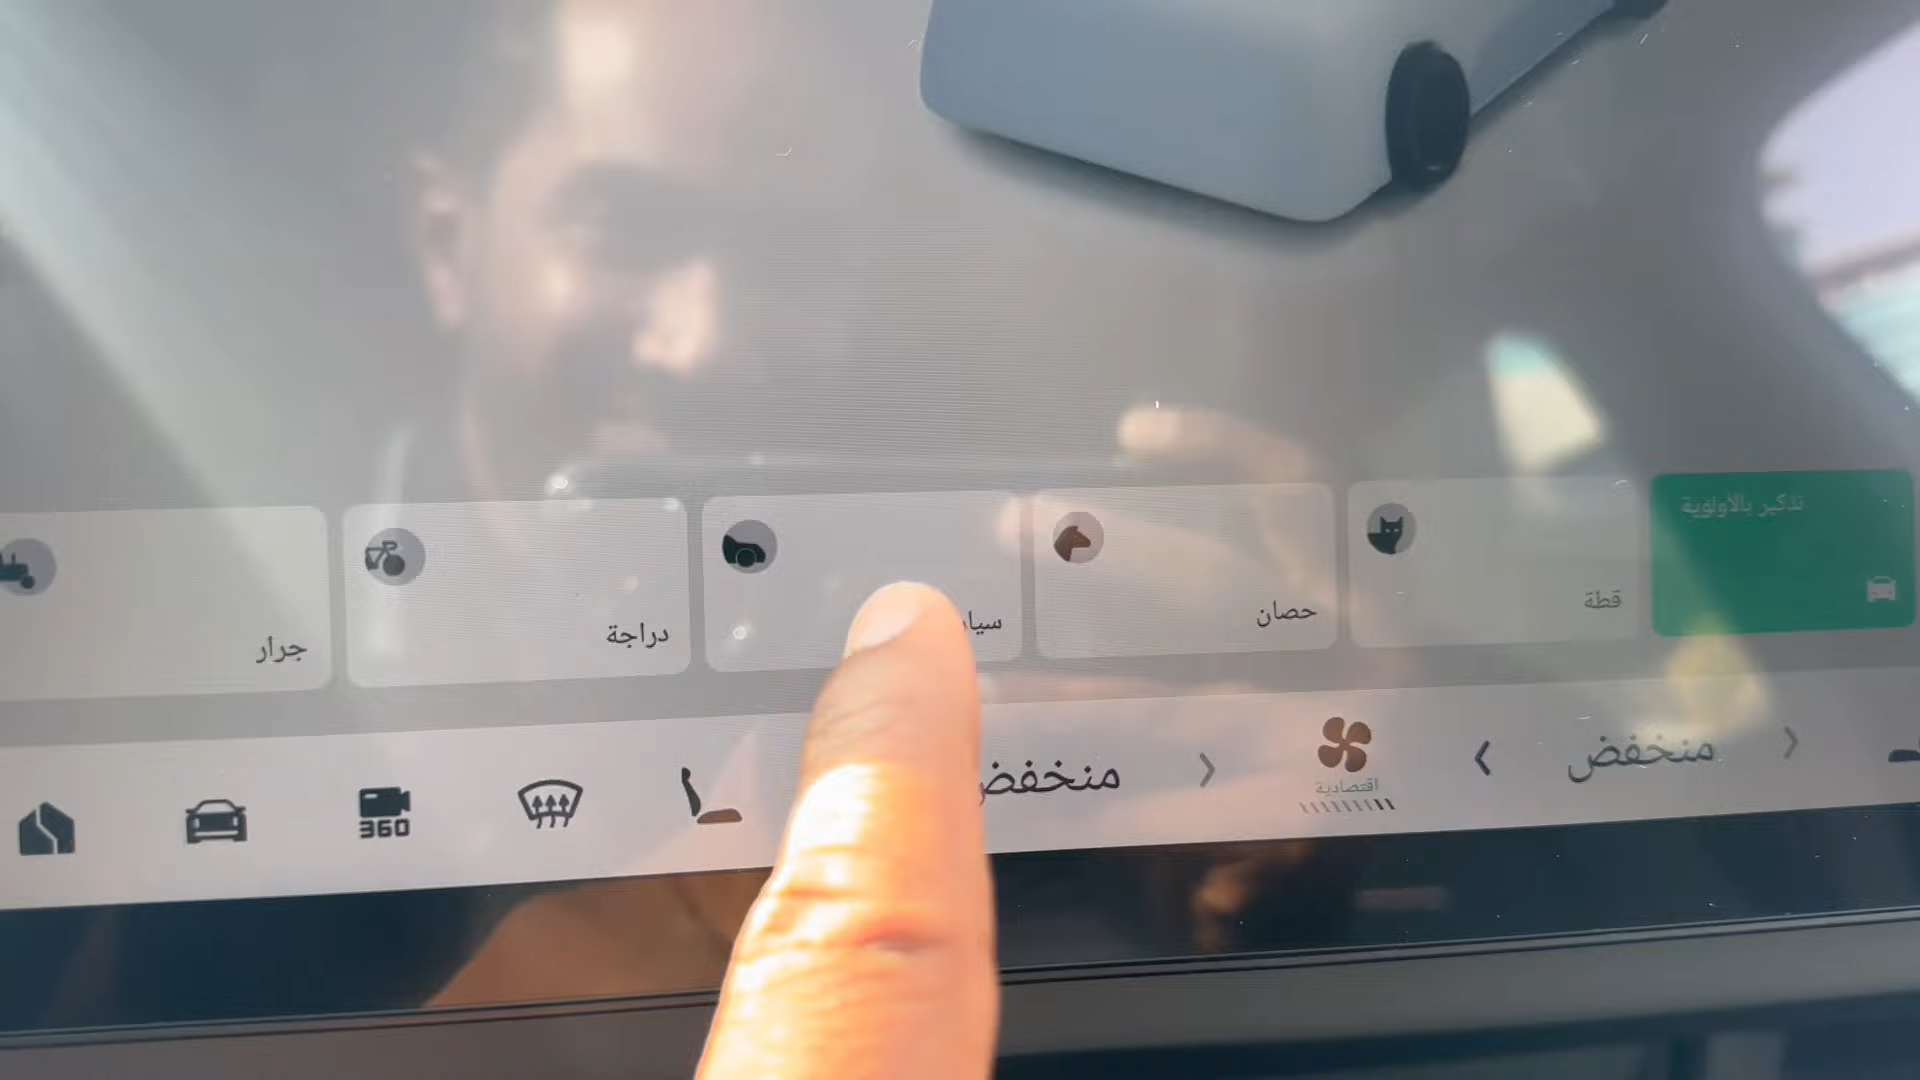 تذكير بالأولوية
قطة
حصان
دراجة
جرار
منخفض
اقتصادية
منخفض
360